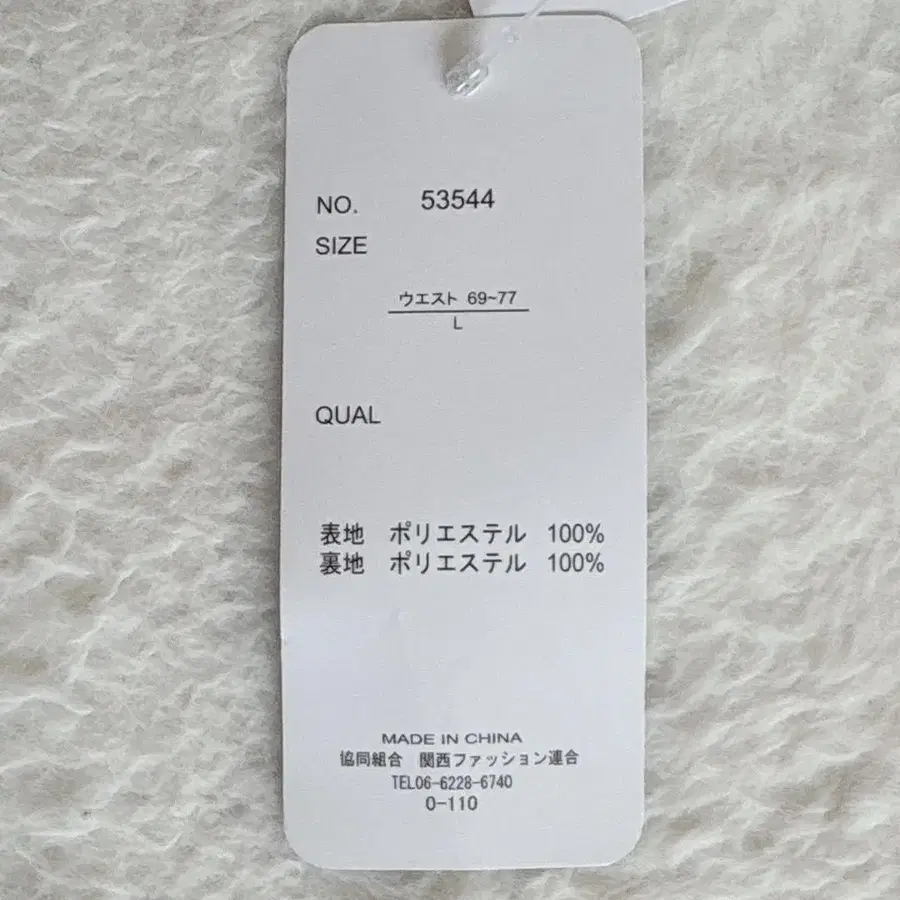 NO. 53544
SIZE
ウエスト 69~77
L
QUAL
表地 ポリエステル 100%
裏地 ポリエステル 100%
MADE IN CHINA
協同組合 関西ファッション連合
TEL06-6228-6740
O-110